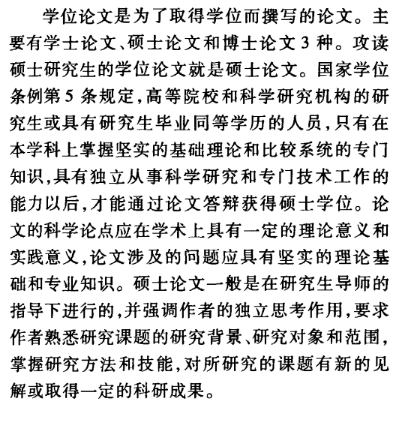 学位论文是为了取得学位而撰写的论文。主
要有学士论文、硕士论文和博士论文3种。攻读
硕士研究生的学位论文就是硕士论文。国家学位
条例第5条规定,高等院校和科学研究机构的研
究生或具有研究生毕业同等学历的人员,只有在
本学科上掌握坚实的基础理论和比较系统的专门
知识,具有独立从事科学研究和专门技术工作的
能力以后,才能通过论文答辩获得硕士学位。论
文的科学论点应在学术上具有一定的理论意义和
实践意义,论文涉及的问题应具有坚实的理论基
础和专业知识。硕士论文一般是在研究生导师的
指导下进行的,并强调作者的独立思考作用,要求
作者熟悉研究课题的研究背景、研究对象和范围,
掌握研究方法和技能,对所研究的课题有新的见
解或取得一定的科研成果。